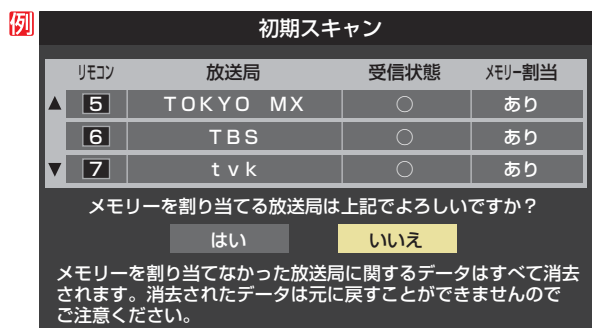 例
初期スキャン
リモコン 放送局 受信状態 メモリー割当
▲ 5 TOKYO MX ○ あり
6 TBS ○ あり
▼ 7 tvk ○ あり
メモリーを割り当てる放送局は上記でよろしいですか？
はい いいえ
メモリーを割り当てなかった放送局に関するデータはすべて消去
されます。消去されたデータは元に戻すことができませんので
ご注意ください。